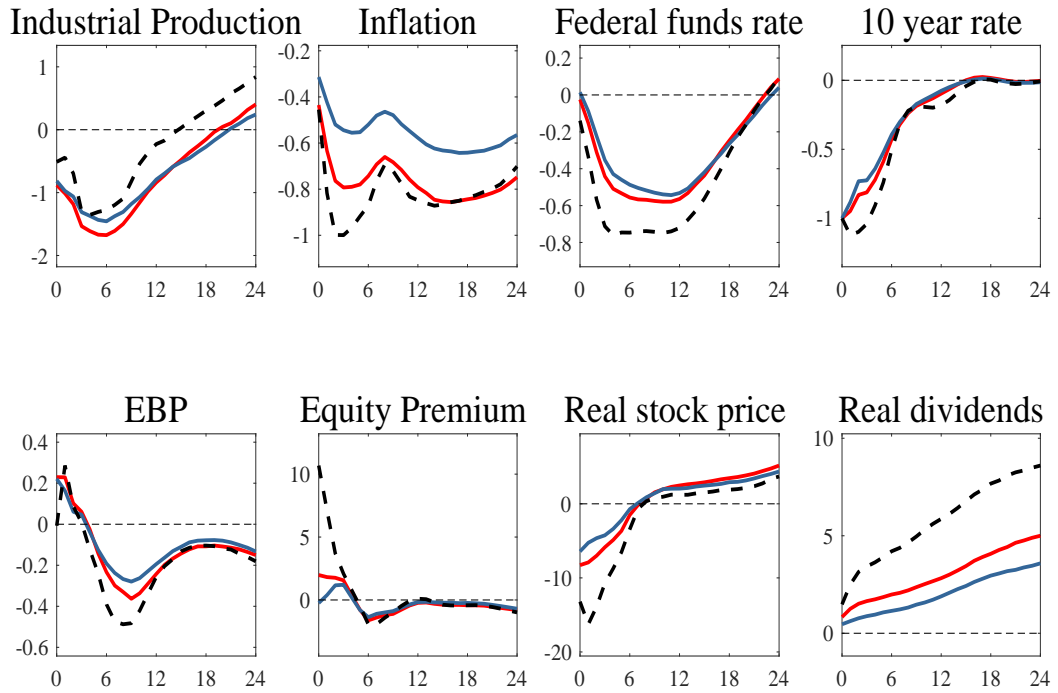 Industrial Production
Inflation
Federal funds rate
10 year rate
1
0
-1
-2
0 6 12 18 24
-0.2
-0.4
-0.6
-0.8
-1
0 6 12 18 24
0.2
0
-0.2
-0.4
-0.6
-0.8
0 6 12 18 24
0
-0.5
-1
0 6 12 18 24
EBP
Equity Premium
Real stock price
Real dividends
0.4
0.2
0
-0.2
-0.4
-0.6
0 6 12 18 24
10
5
0
0 6 12 18 24
0
-10
-20
0 6 12 18 24
10
5
0
0 6 12 18 24